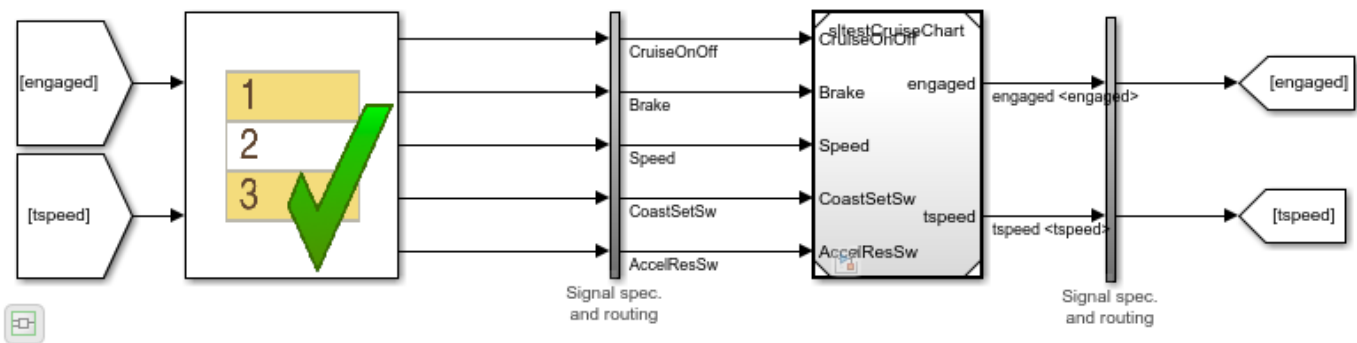 [engaged]
[tspeed]
1
2
3
CruiseOnOff
Brake
Speed
CoastSetSw
AccelResSw
Signal spec.
and routing
sltestCruiseChart
CruiseOnOff
Brake
Speed
CoastSetSw
AccelResSw
engaged
tspeed
engaged <engaged>
tspeed <tspeed>
Signal spec.
and routing
[engaged]
[tspeed]